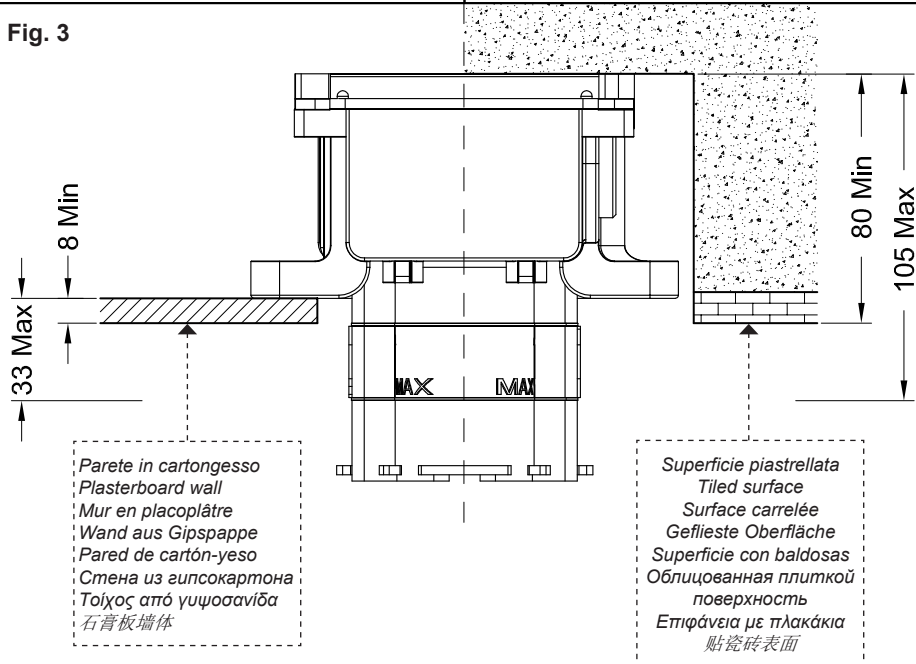 Fig. 3
8 Min
33 Max
80 Min
105 Max
MAX MAX
Parete in cartongesso
Plasterboard wall
Mur en placoplâtre
Wand aus Gipspappe
Pared de cartón-yeso
Стена из гипсокартона
Τοίχος από γυψοσανίδα
石膏板墙体
Superficie piastrellata
Tiled surface
Surface carrelée
Geflieste Oberfläche
Superficie con baldosas
Облицованная плиткой
поверхность
Επιφάνεια με πλακάκια
贴瓷砖表面